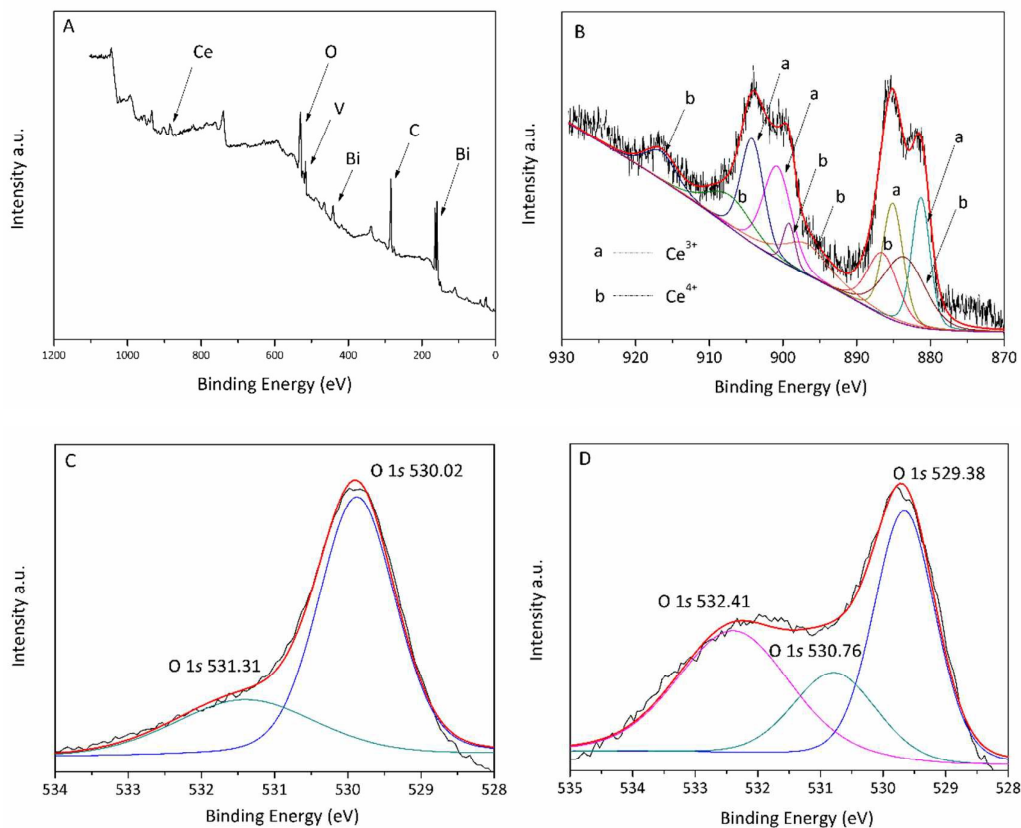 A
Ce
O
V
C
Bi
Bi
Intensity a.u.
1200 1000 800 600 400 200 0
Binding Energy (eV)
B
a
a
b
b
a
b
a
b
b
b
a Ce3+
b Ce4+
Intensity a.u.
930 920 910 900 890 880 870
Binding Energy (eV)
C
O 1s 530.02
O 1s 531.31
Intensity a.u.
534 533 532 531 530 529 528
Binding Energy (eV)
D
O 1s 529.38
O 1s 532.41
O 1s 530.76
Intensity a.u.
535 534 533 532 531 530 529 528
Binding Energy (eV)